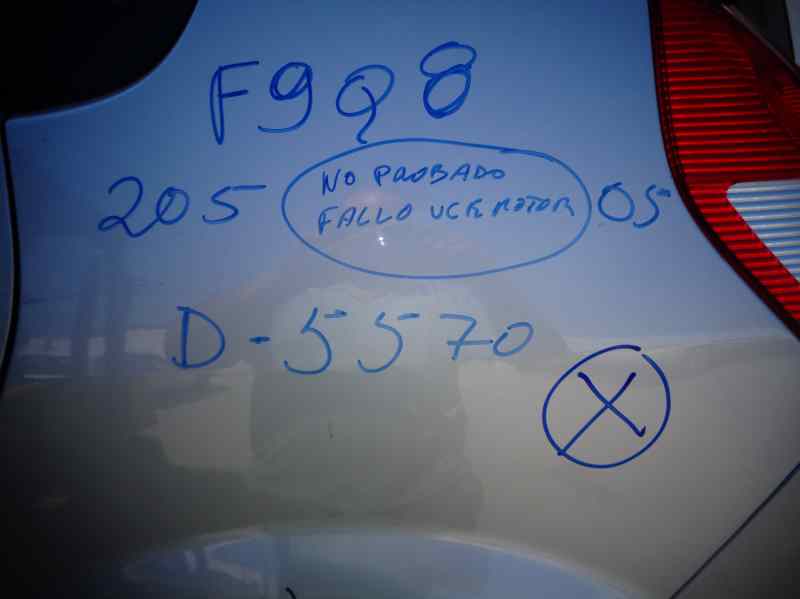 F9Q8
205 NO PROBADO 05
FALLO UCE MOTOR
D-5570
X